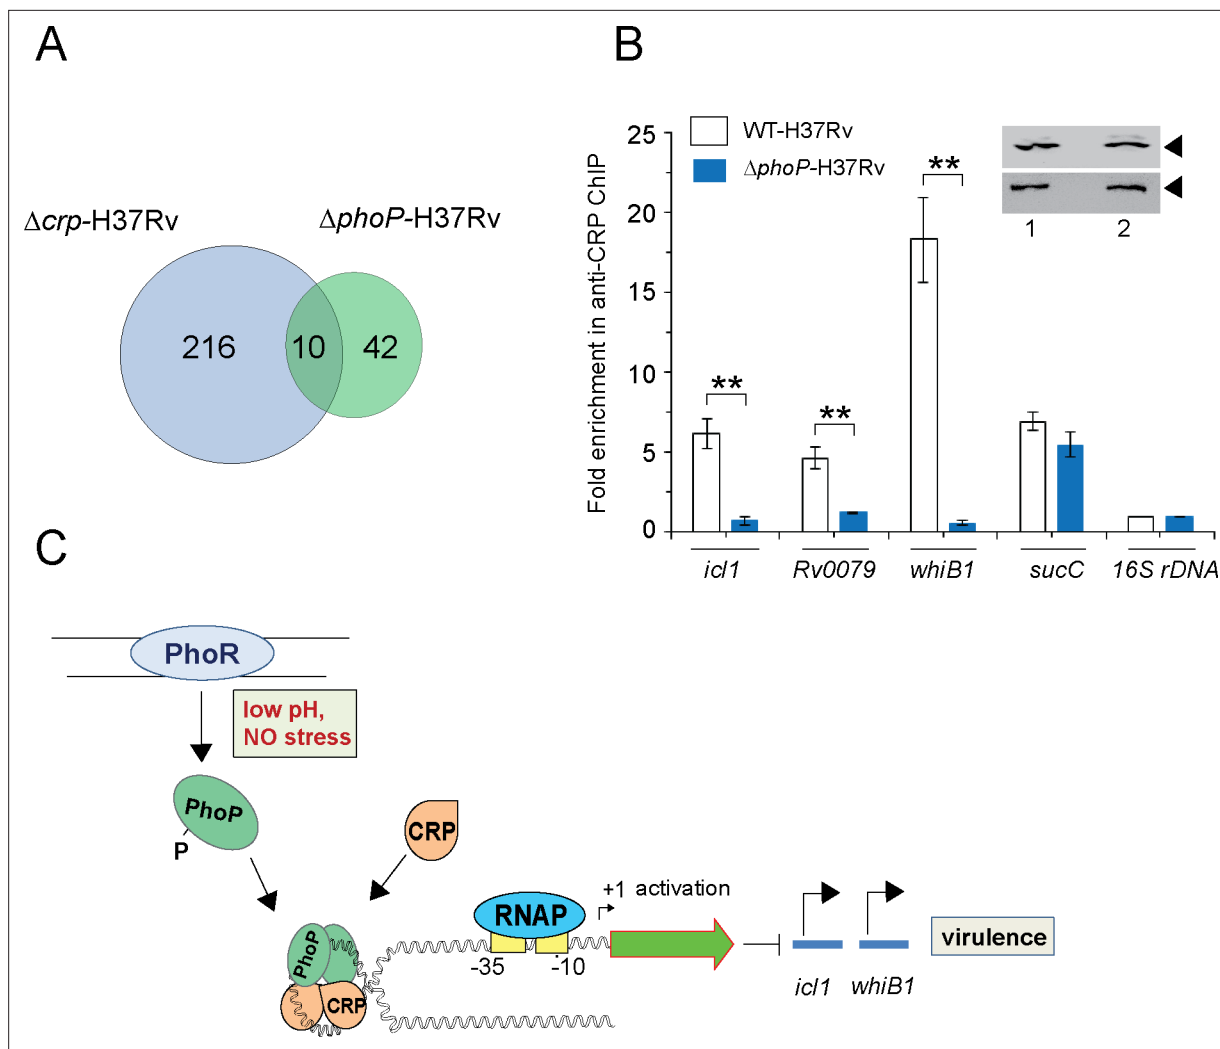 A
Δcrp-H37Rv
ΔphoP-H37Rv
216
10
42
B
Fold enrichment in anti-CRP ChIP
25
20
15
10
5
0
WT-H37Rv
ΔphoP-H37Rv
**
**
**
1 2
icl1
Rv0079
whiB1
sucC
16S rDNA
C
PhoR
low pH,
NO stress
PhoP
P
CRP
PhoP
CRP
RNAP
-35
-10
+1 activation
icl1
whiB1
virulence